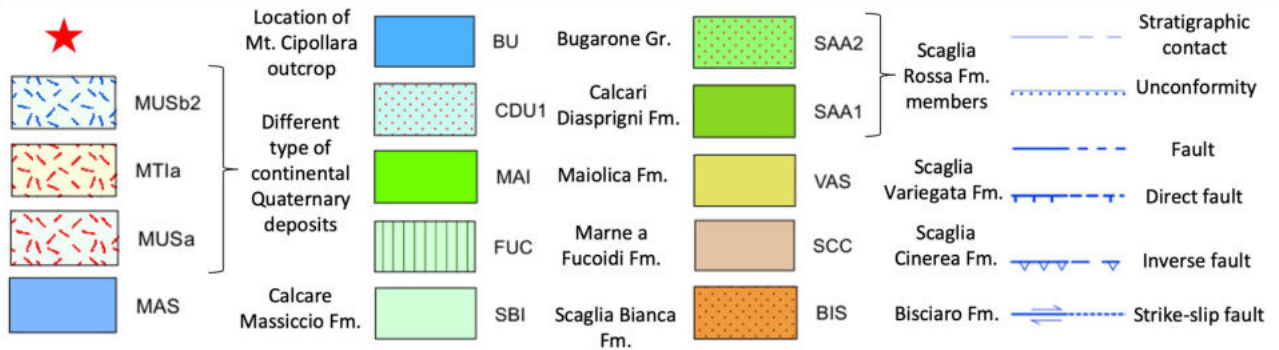 Location of
Mt. Cipollara
outcrop
MUSb2
MTIa
MUSa
Different
type of
continental
Quaternary
deposits
MAS
Calcare
Massiccio Fm.
BU
Bugarone Gr.
CDU1
Calcari
Diasprigni Fm.
MAI
Maiolica Fm.
FUC
Marne a
Fucoidi Fm.
SBI
Scaglia Bianca
Fm.
SAA2
SAA1
Scaglia
Rossa Fm.
members
VAS
Scaglia
Variegata Fm.
SCC
Scaglia
Cinerea Fm.
BIS
Bisciaro Fm.
Stratigraphic
contact
Unconformity
Fault
Direct fault
Inverse fault
Strike-slip fault